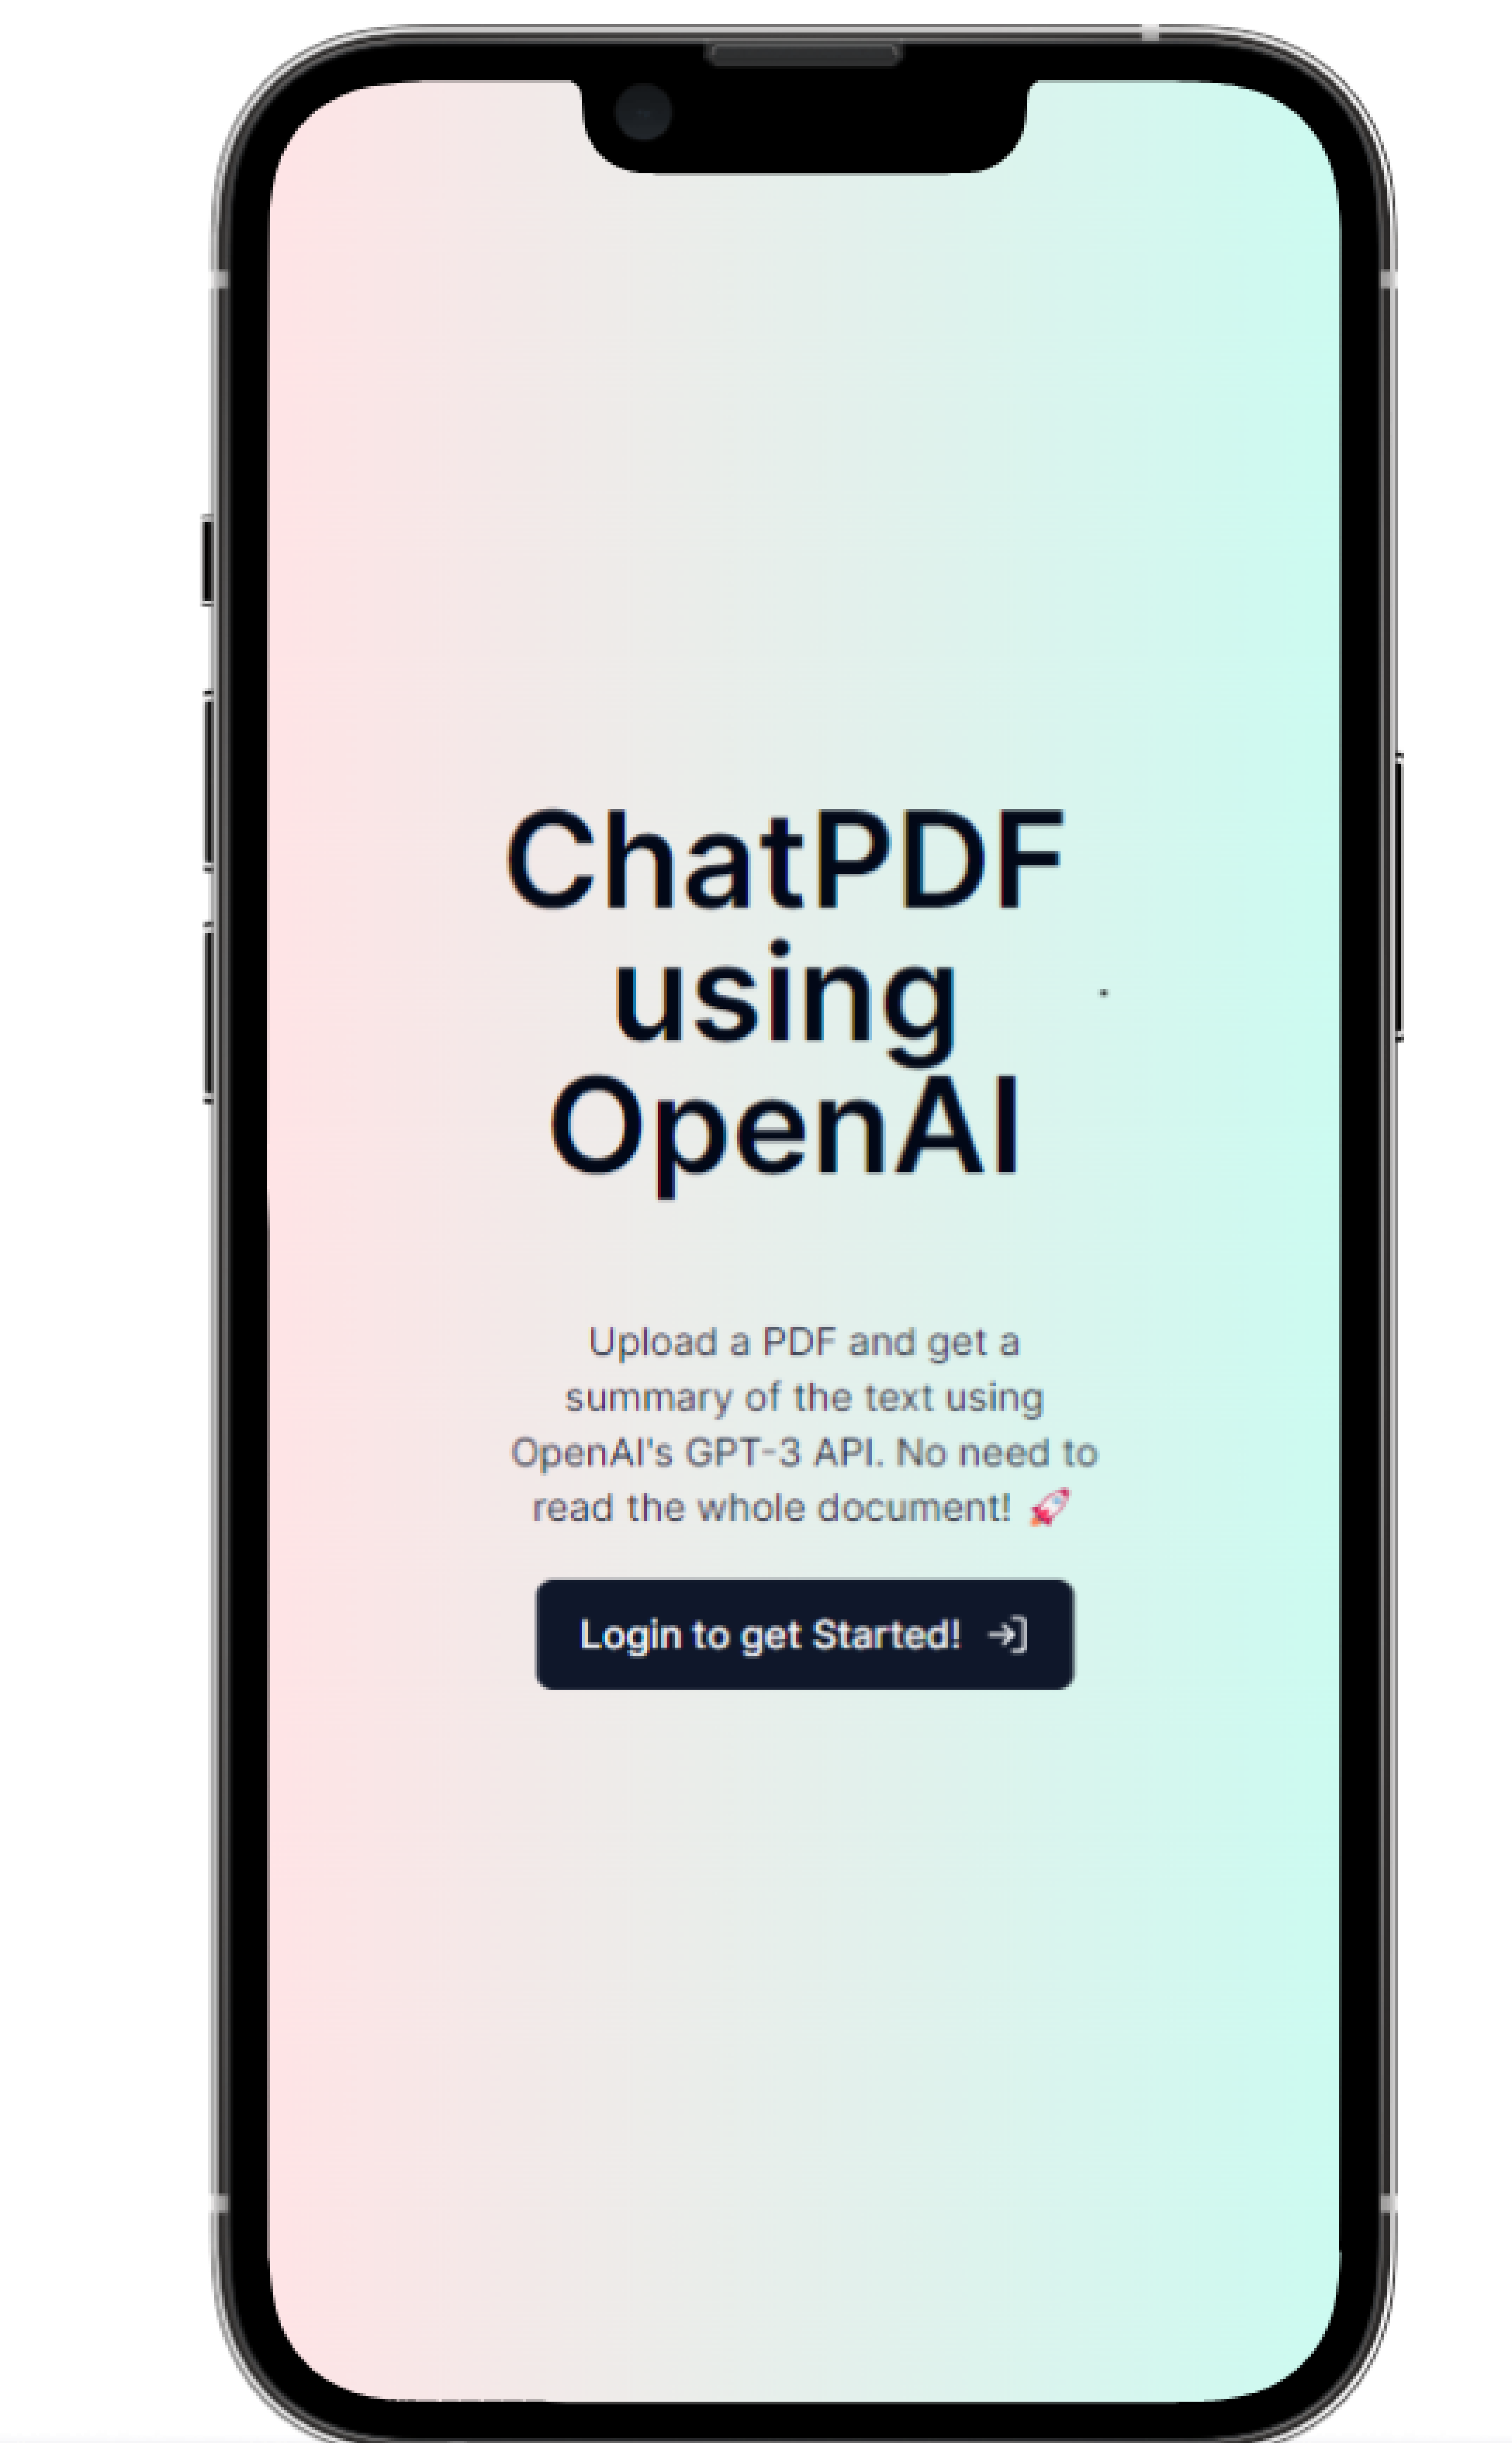 ChatPDF
using
OpenAI
Upload a PDF and get a
summary of the text using
OpenAI's GPT-3 API. No need to
read the whole document! 🚀
Login to get Started!